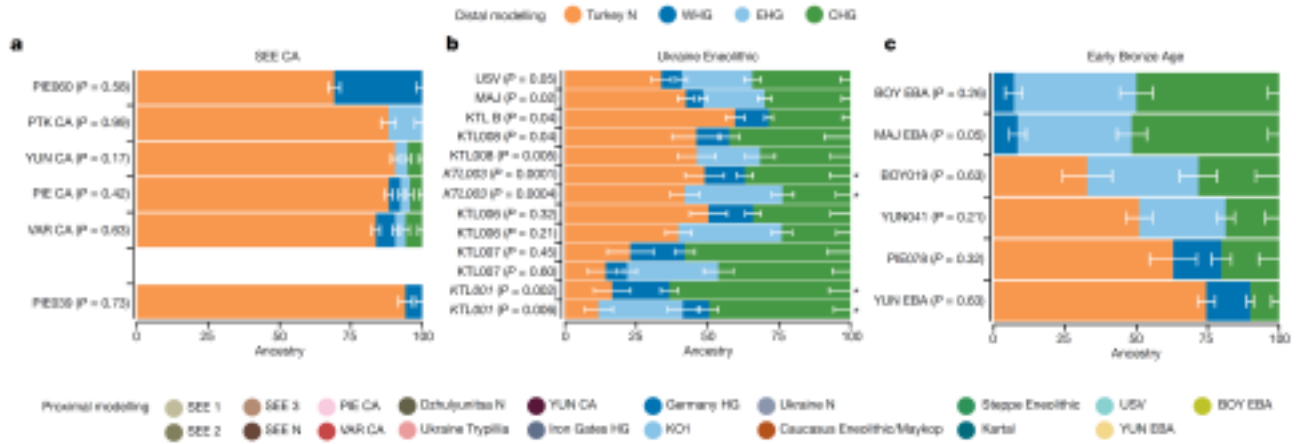 Distal modelling Turkey N WHG EHG CHG
a
SEE CA
PIE060 (P = 0.56)
PTK CA (P = 0.99)
YUN CA (P = 0.17)
PIE CA (P = 0.42)
VAR CA (P = 0.63)
PIE039 (P = 0.73)
0 25 50 75 100
Ancestry
b
Ukraine Eneolithic
USV (P = 0.05)
MAJ (P = 0.02)
KTL B (P = 0.04)
KTL008 (P = 0.04)
KTL008 (P = 0.005)
KTL003 (P = 0.0001) *
KTL003 (P = 0.0004) *
KTL006 (P = 0.32)
KTL006 (P = 0.21)
KTL007 (P = 0.45)
KTL007 (P = 0.60)
KTL001 (P = 0.002) *
KTL001 (P = 0.006) *
0 25 50 75 100
Ancestry
c
Early Bronze Age
BOY EBA (P = 0.26)
MAJ EBA (P = 0.05)
BOY019 (P = 0.63)
YUN041 (P = 0.27)
PIE078 (P = 0.32)
YUN EBA (P = 0.63)
0 25 50 75 100
Ancestry
Proximal modelling SEE 1 SEE 3 PIE CA Dzhulyunitsa N YUN CA Germany HG Ukraine N Steppe Eneolithic USV BOY EBA
SEE 2 SEE N VAR CA Ukraine Trypillia Iron Gates HG KO1 Caucasus Eneolithic/Maykop Kartal YUN EBA